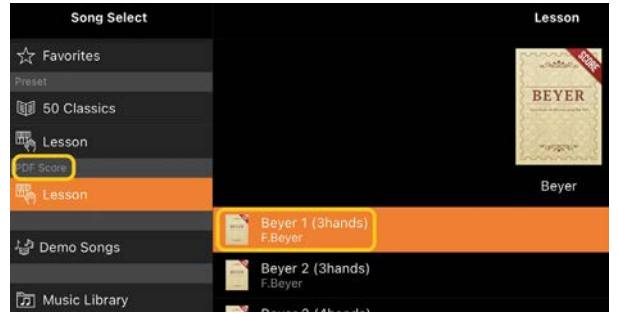 Song Select
Lesson
Favorites
Preset
50 Classics
Lesson
PDF Score
Lesson
Demo Songs
Music Library
SCORE
BEYER
Beyer
Beyer 1 (3hands)
F.Beyer
Beyer 2 (3hands)
F.Beyer